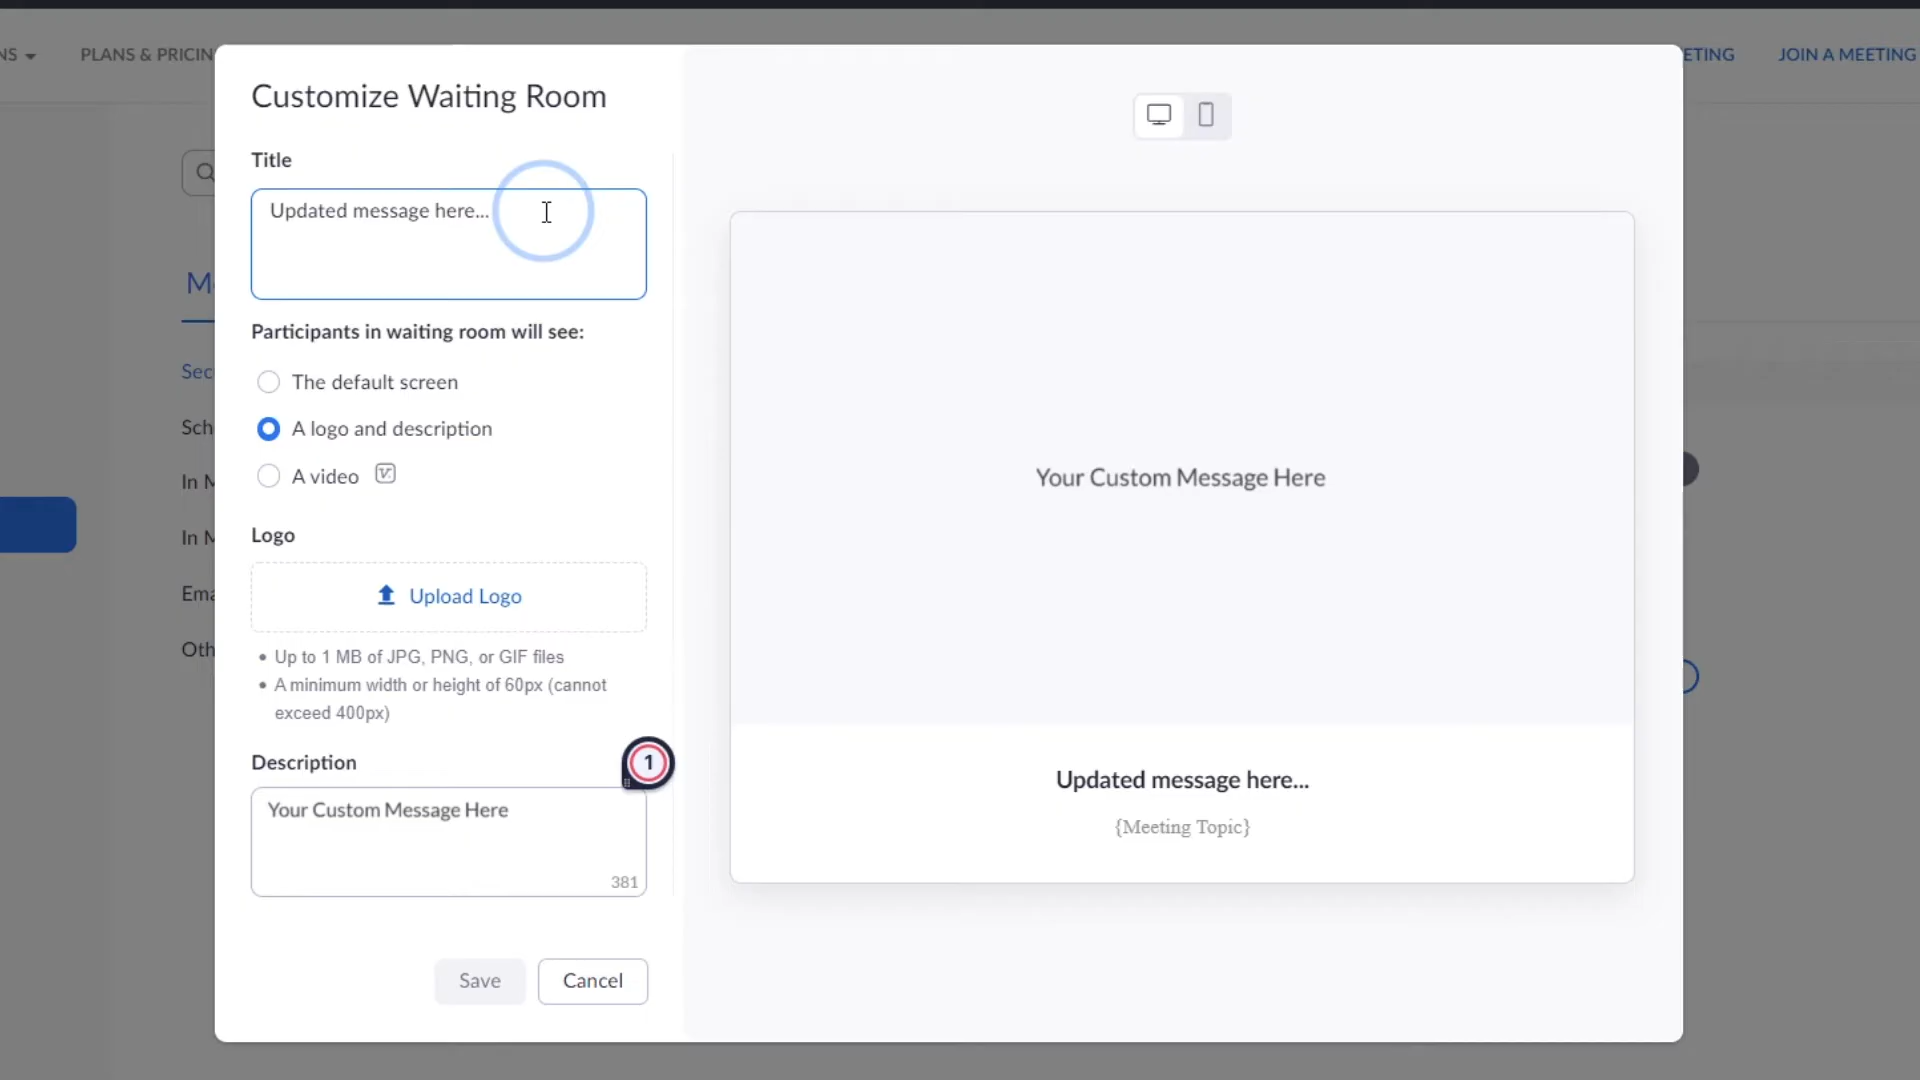 NS
PLANS & PRICIN
ETING
JOIN A MEETING
Customize Waiting Room
Title
Updated message here...
Participants in waiting room will see:
The default screen
A logo and description
A video
Logo
Upload Logo
• Up to 1 MB of JPG, PNG, or GIF files
• A minimum width or height of 60px (cannot
exceed 400px)
Description
1
Your Custom Message Here
381
Save
Cancel
Your Custom Message Here
Updated message here...
{Meeting Topic}
M
Sec
Sch
In M
In M
Ema
Oth